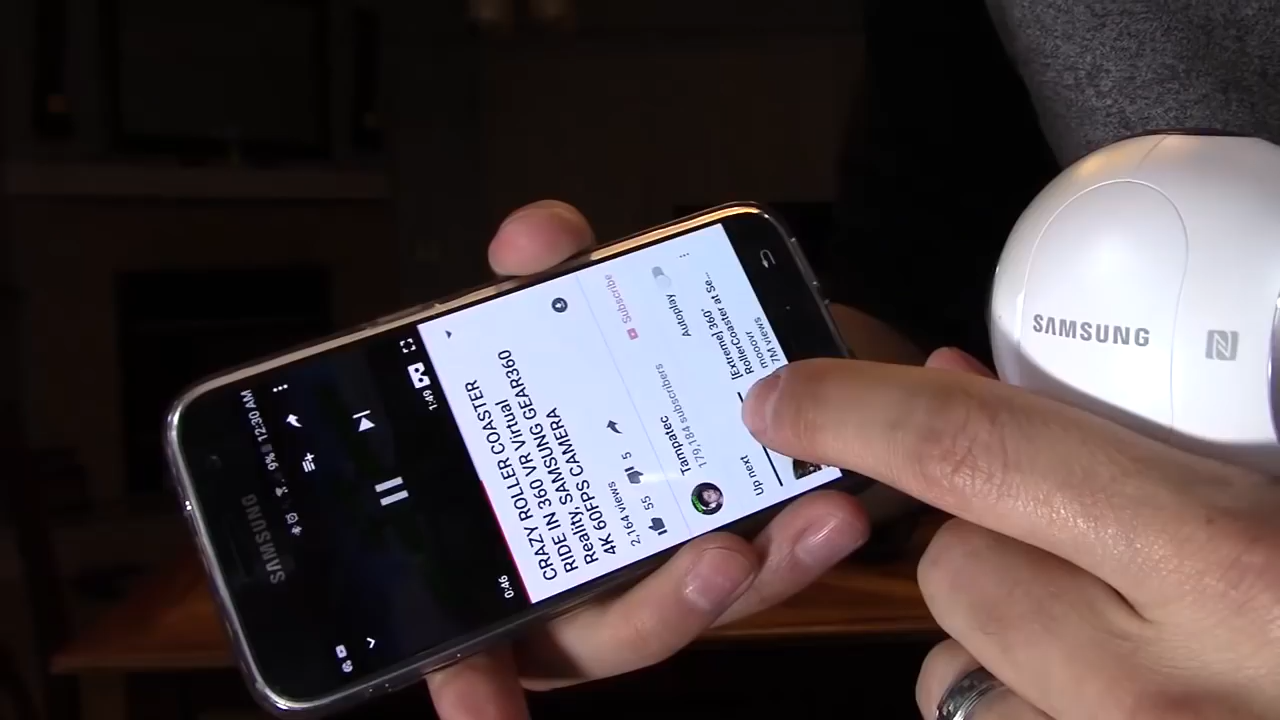 SAMSUNG
9% 12:30 AM
0:46
1:49
CRAZY ROLLER COASTER
RIDE IN 360 VR Virtual
Reality SAMSUNG GEAR360
4K 60FPS CAMERA
2,164 views
55
5
Tampatec
179,184 subscribers
Subscribe
Up next
Autoplay
[Extreme] 360°
RollerCoaster at Se...
mooovr
7M views
SAMSUNG